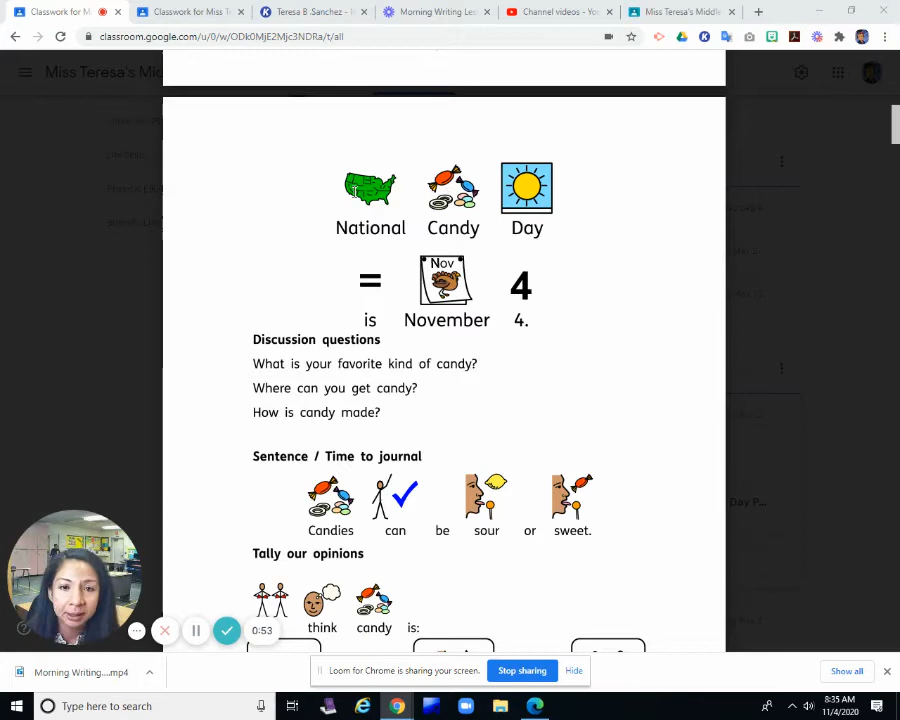 Classwork for Mi
Classwork for Miss T
Teresa B .Sanchez -
Morning Writing Les
Channel videos - You
Miss Teresa's Middle
classroom.google.com/u/0/w/ODk0MjE2Mjc3NDRa/t/all
Miss Teresa's Mid
National Candy Day
Nov
= 4
is November 4.
Discussion questions
What is your favorite kind of candy?
Where can you get candy?
How is candy made?
Sentence / Time to journal
Candies can be sour or sweet.
Day P...
Tally our opinions
think candy is:
0:53
Morning Writing....mp4
Loom for Chrome is sharing your screen.
Stop sharing
Hide
Show all
Type here to search
8:35 AM
11/4/2020